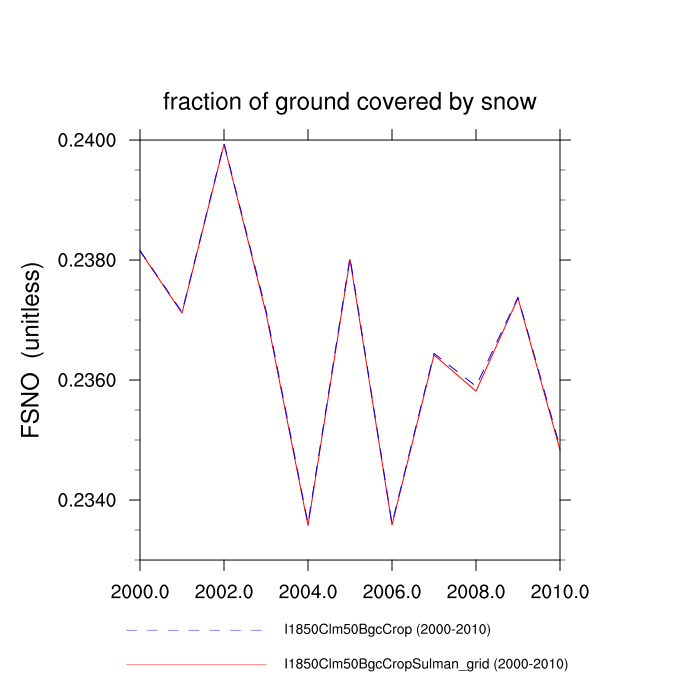 fraction of ground covered by snow
0.2400
0.2380
0.2360
0.2340
FSNO (unitless)
2000.0 2002.0 2004.0 2006.0 2008.0 2010.0
I1850Clm50BgcCrop (2000-2010)
I1850Clm50BgcCropSulman_grid (2000-2010)